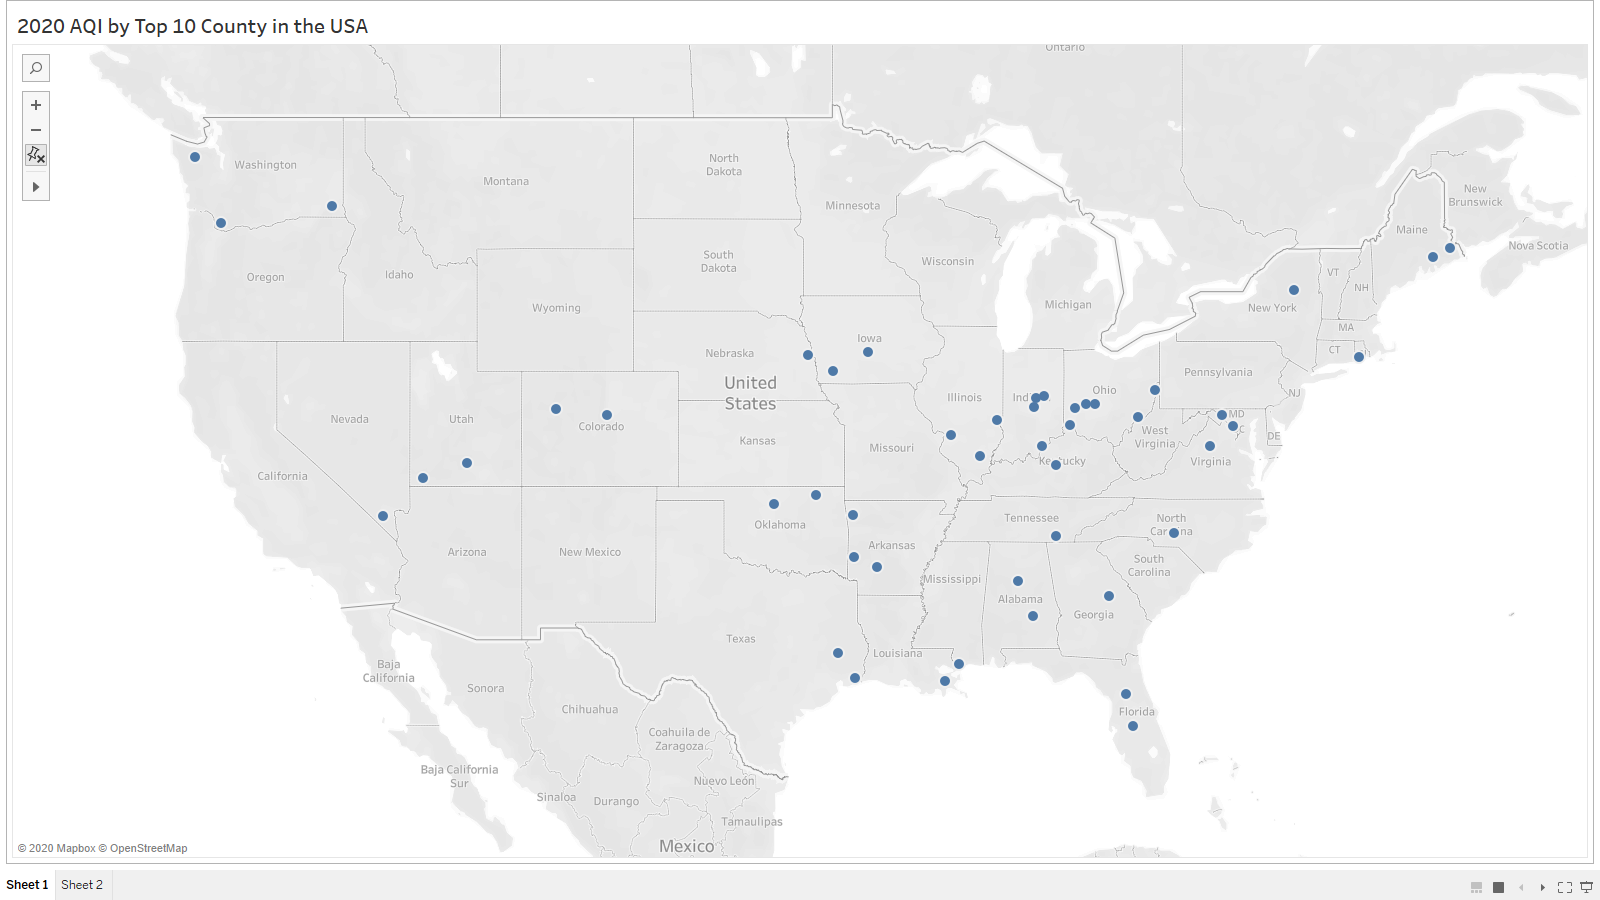 2020 AQI by Top 10 County in the USA
Ontario
Washington
Montana
North
Dakota
Minnesota
New
Brunswick
Maine
Nova Scotia
Oregon
Idaho
South
Dakota
Wisconsin
VT
NH
Wyoming
Michigan
New York
MA
Iowa
CT
Nebraska
Pennsylvania
United
States
Illinois
Ind
Ohio
NJ
Nevada
Utah
Colorado
Kansas
Missouri
West
Virginia
MD
C
DE
California
Ke
tucky
Virginia
Oklahoma
Tennessee
North
Car
na
Arizona
New Mexico
Arkansas
South
Carolina
Mississippi
Alabama
Georgia
Texas
Louisiana
Baja
California
Sonora
Chihuahua
Florida
Coahuila de
Zaragoza
Baja California
Sur
Nuevo León
Sinaloa
Durango
Tamaulipas
Mexico
© 2020 Mapbox © OpenStreetMap
Sheet 1
Sheet 2